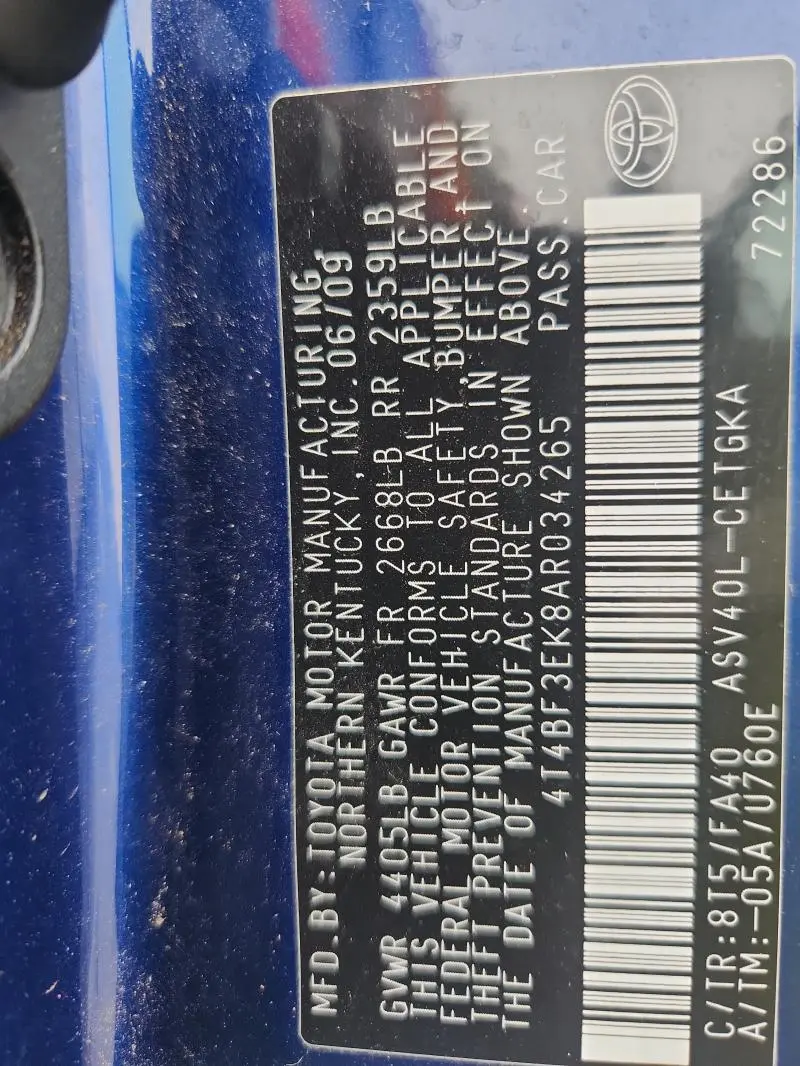 MFD.BY:TOYOTA MOTOR MANUFACTURING,
NORTHERN KENTUCKY,INC.06/09
GVWR 4405LB GAWR FR 2668LB RR 2359LB
THIS VEHICLE CONFORMS TO ALL APPLICABLE
FEDERAL MOTOR VEHICLE SAFETY,BUMPER AND
THEFT PREVENTION STANDARDS IN EFFECT ON
THE DATE OF MANUFACTURE SHOWN ABOVE.
4T4BF3EK8AR034265 PASS.CAR
C/TR:8T5/FA40 ASV40L-CETGKA
A/TM:-05A/U760E 72286